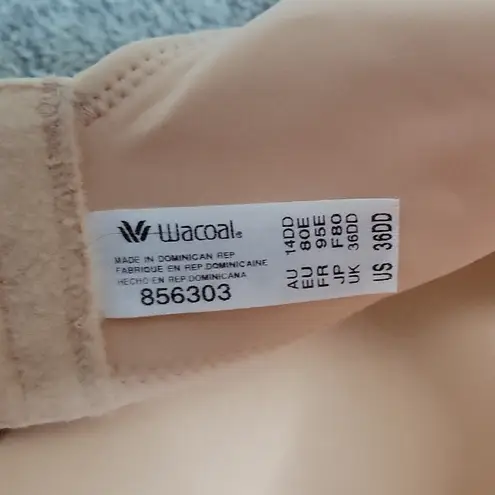 Wacoal®
MADE IN DOMINICAN REP
FABRIQUE EN REP.DOMINICAINE
HECHO EN REP.DOMINICANA
856303
AU 14DD
EU 80E
FR 95E
JP F80
UK 36DD
US 36DD